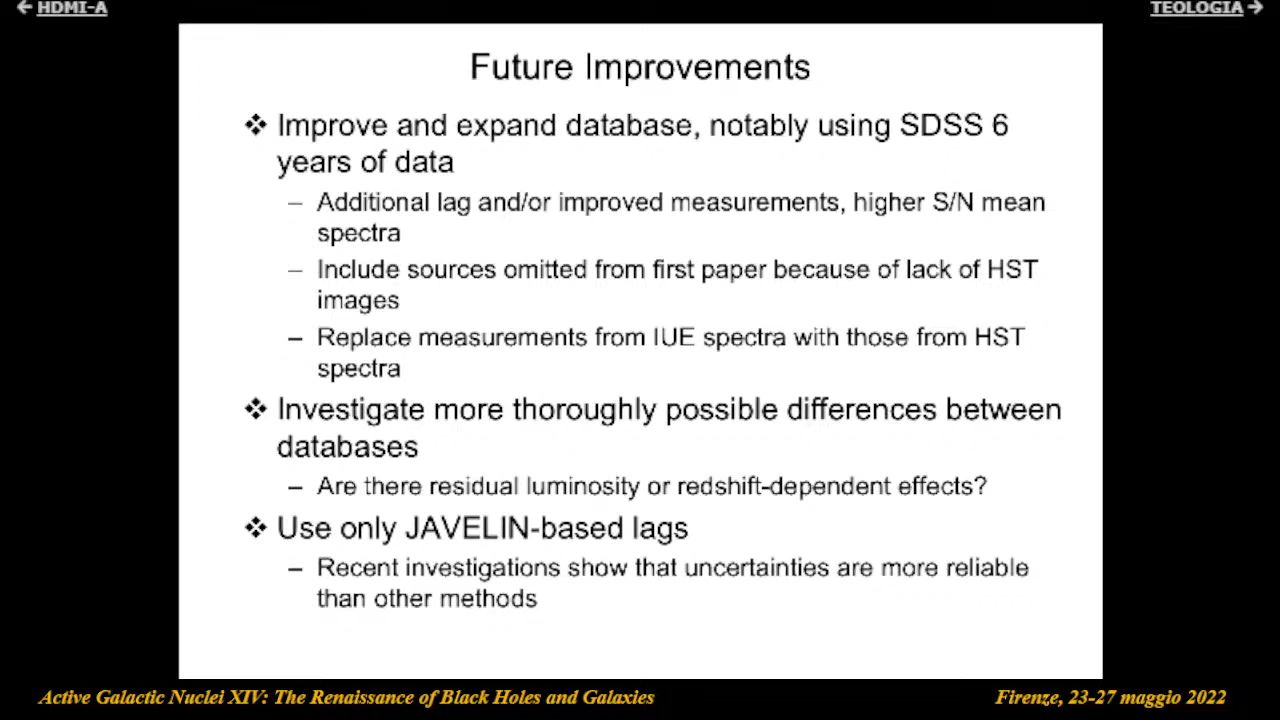 ← HDMI-A
TEOLOGIA →
Future Improvements
❖ Improve and expand database, notably using SDSS 6
years of data
– Additional lag and/or improved measurements, higher S/N mean
spectra
– Include sources omitted from first paper because of lack of HST
images
– Replace measurements from IUE spectra with those from HST
spectra
❖ Investigate more thoroughly possible differences between
databases
– Are there residual luminosity or redshift-dependent effects?
❖ Use only JAVELIN-based lags
– Recent investigations show that uncertainties are more reliable
than other methods
Active Galactic Nuclei XIV: The Renaissance of Black Holes and Galaxies
Firenze, 23-27 maggio 2022